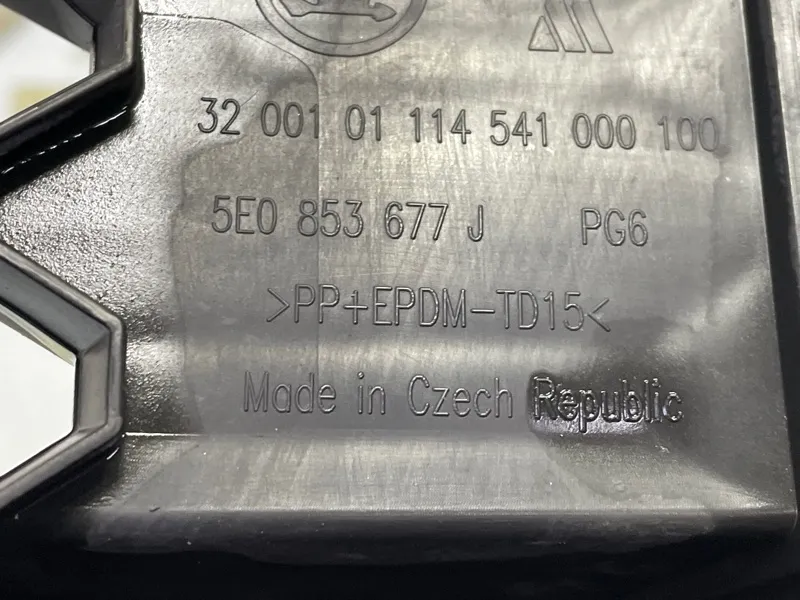 32 001 01 114 541 000 100
5E0 853 677 J PG6
>PP+EPDM-TD15<
Made in Czech Republic